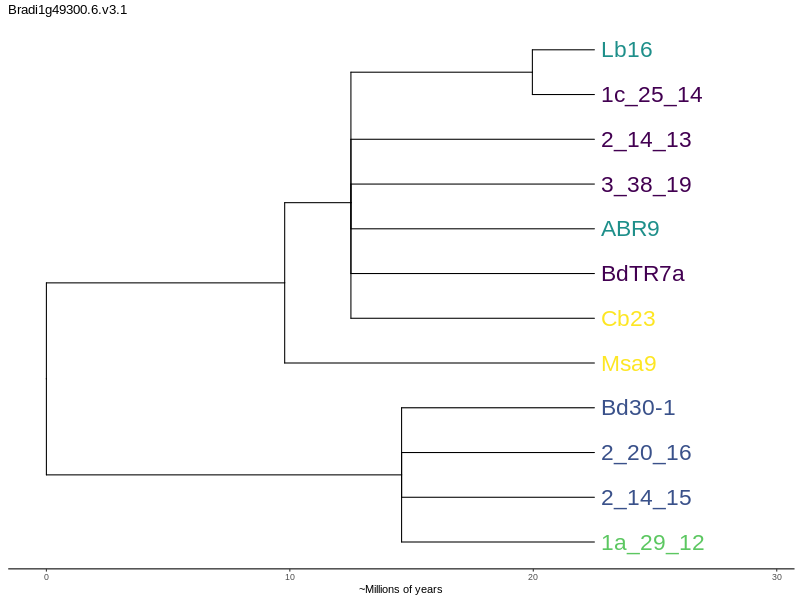 Bradi1g49300.6.v3.1
Lb16
1c_25_14
2_14_13
3_38_19
ABR9
BdTR7a
Cb23
Msa9
Bd30-1
2_20_16
2_14_15
1a_29_12
0 10 20 30
~Millions of years